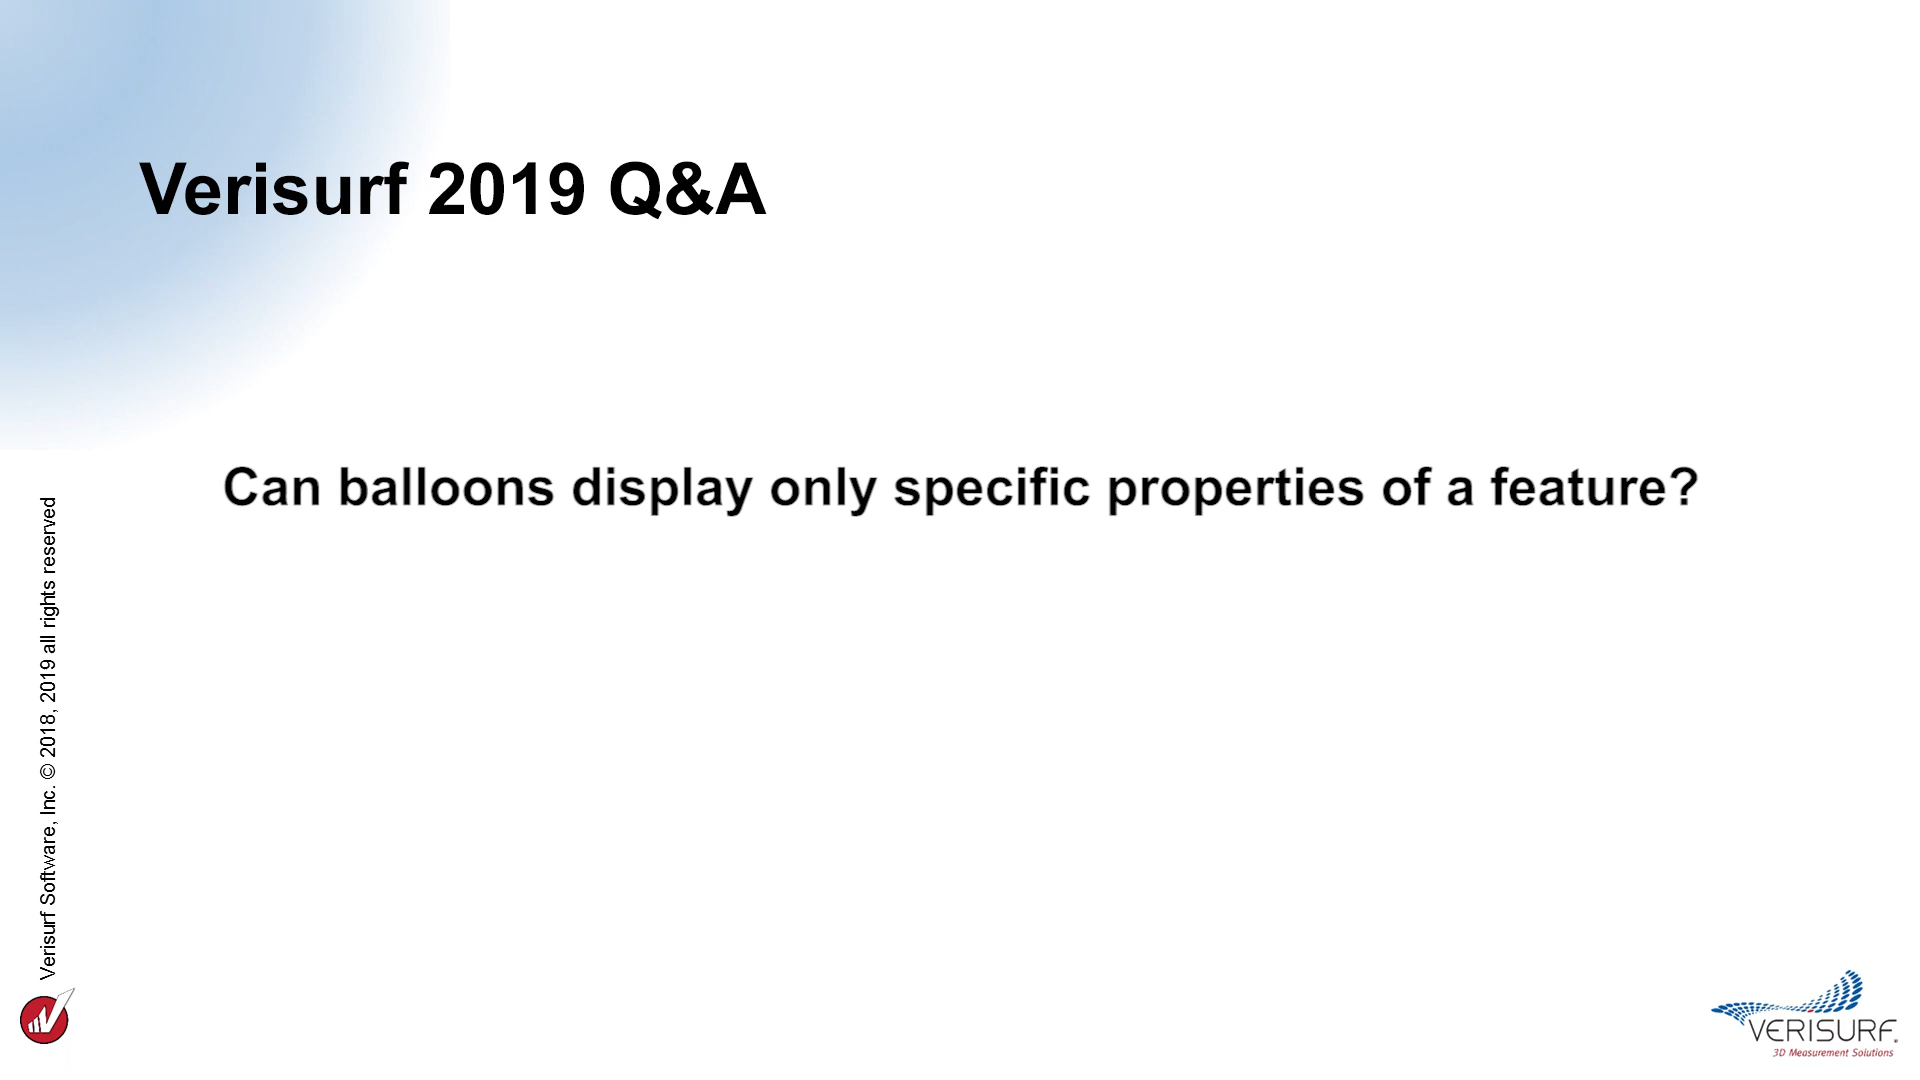 Verisurf 2019 Q&A
Can balloons display only specific properties of a feature?
Verisurf Software, Inc. © 2018, 2019 all rights reserved
VERISURF®
3D Measurement Solutions